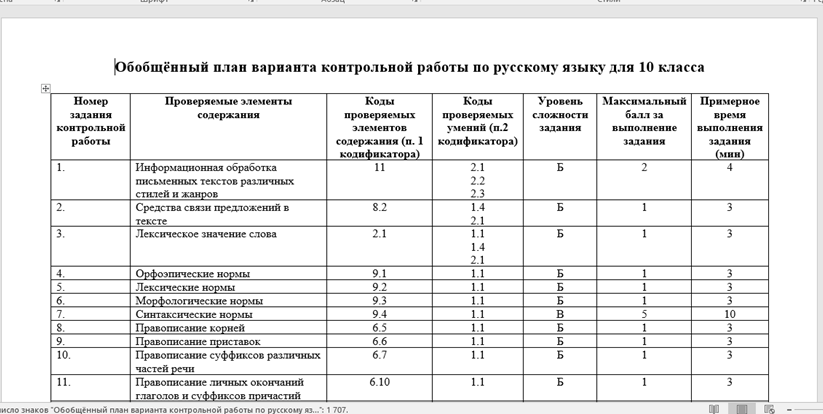 Обобщённый план варианта контрольной работы по русскому языку для 10 класса
Номер задания контрольной работы Проверяемые элементы содержания Коды проверяемых элементов содержания (п. 1 кодификатора) Коды проверяемых умений (п.2 кодификатора) Уровень сложности задания Максимальный балл за выполнение задания Примерное время выполнения задания (мин)
1. Информационная обработка письменных текстов различных стилей и жанров 11 2.1 2.2 2.3 Б 2 4
2. Средства связи предложений в тексте 8.2 1.4 2.1 Б 1 3
3. Лексическое значение слова 2.1 1.1 1.4 2.1 Б 1 3
4. Орфоэпические нормы 9.1 1.1 Б 1 3
5. Лексические нормы 9.2 1.1 Б 1 3
6. Морфологические нормы 9.3 1.1 Б 1 3
7. Синтаксические нормы 9.4 1.1 В 5 10
8. Правописание корней 6.5 1.1 Б 1 3
9. Правописание приставок 6.6 1.1 Б 1 3
10. Правописание суффиксов различных частей речи 6.7 1.1 Б 1 3
11. Правописание личных окончаний глаголов и суффиксов причастий 6.10 1.1 Б 1 3
число знаков "Обобщённый план варианта контрольной работы по русскому яз...": 1 707.